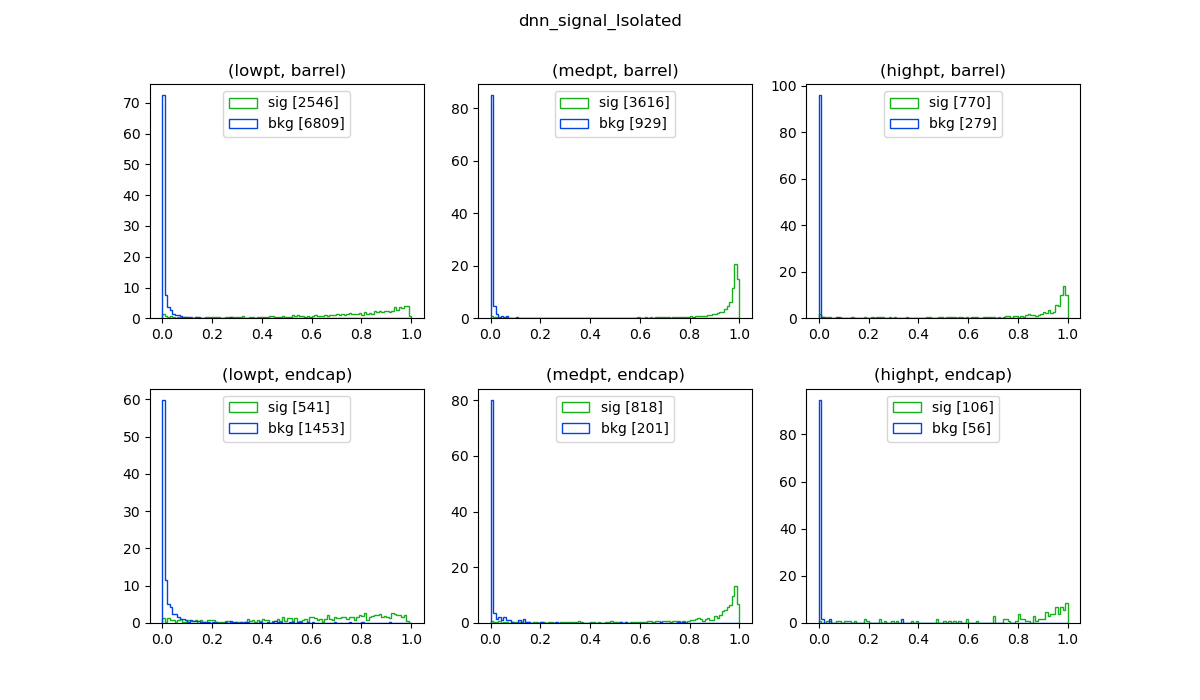 dnn_signal_Isolated
(lowpt, barrel)
sig [2546]
bkg [6809]
70
60
50
40
30
20
10
0
0.0 0.2 0.4 0.6 0.8 1.0
(medpt, barrel)
sig [3616]
bkg [929]
80
60
40
20
0
0.0 0.2 0.4 0.6 0.8 1.0
(highpt, barrel)
sig [770]
bkg [279]
100
80
60
40
20
0
0.0 0.2 0.4 0.6 0.8 1.0
(lowpt, endcap)
sig [541]
bkg [1453]
60
50
40
30
20
10
0
0.0 0.2 0.4 0.6 0.8 1.0
(medpt, endcap)
sig [818]
bkg [201]
80
60
40
20
0
0.0 0.2 0.4 0.6 0.8 1.0
(highpt, endcap)
sig [106]
bkg [56]
80
60
40
20
0
0.0 0.2 0.4 0.6 0.8 1.0